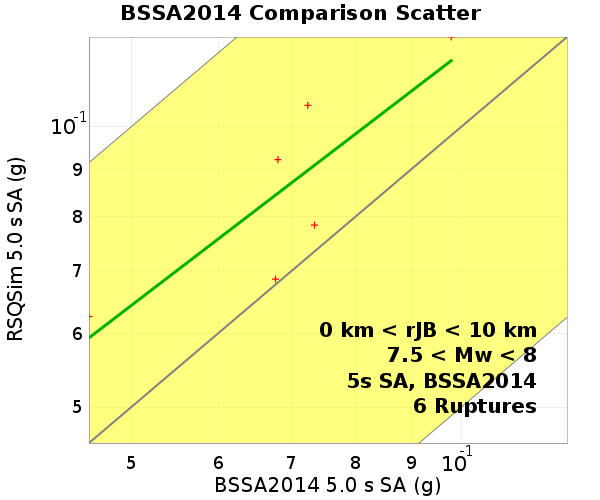 BSSA2014 Comparison Scatter
RSQSim 5.0 s SA (g)
10-1
9
8
7
6
5
0 km < rJB < 10 km
7.5 < Mw < 8
5s SA, BSSA2014
6 Ruptures
5 6 7 8 9 10-1
BSSA2014 5.0 s SA (g)